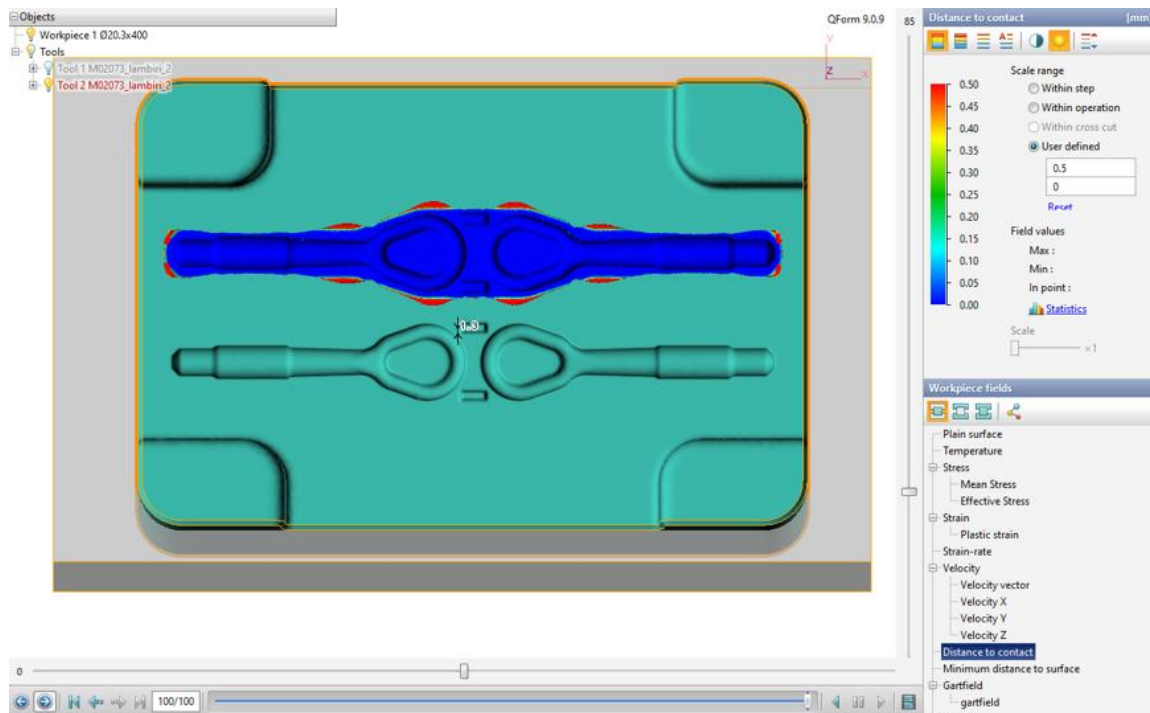 Objects
Workpiece 1 Ø20.3x400
Tools
Tool 1 M02073_lambiri_2
Tool 2 M02073_lambiri_2
QForm 9.0.9
Y
Z
X
1.3
85
0
100/100
Distance to contact [mm]
Scale range
Within step
Within operation
Within cross cut
User defined
0.5
0
Reset
0.50
0.45
0.40
0.35
0.30
0.25
0.20
0.15
0.10
0.05
0.00
Field values
Max :
Min :
In point :
Statistics
Scale
×1
Workpiece fields
Plain surface
Temperature
Stress
Mean Stress
Effective Stress
Strain
Plastic strain
Strain-rate
Velocity
Velocity vector
Velocity X
Velocity Y
Velocity Z
Distance to contact
Minimum distance to surface
Gartfield
gartfield